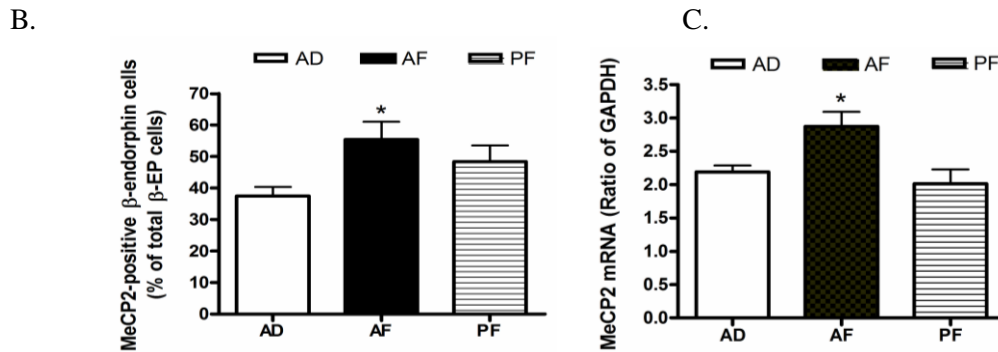 B.
C.
AD AF PF
MeCP2-positive β-endorphin cells
(% of total β-EP cells)
70
60
50
40
30
20
10
0
*
AD AF PF
AD AF PF
MeCP2 mRNA (Ratio of GAPDH)
3.5
3.0
2.5
2.0
1.5
1.0
0.5
0.0
*
AD AF PF